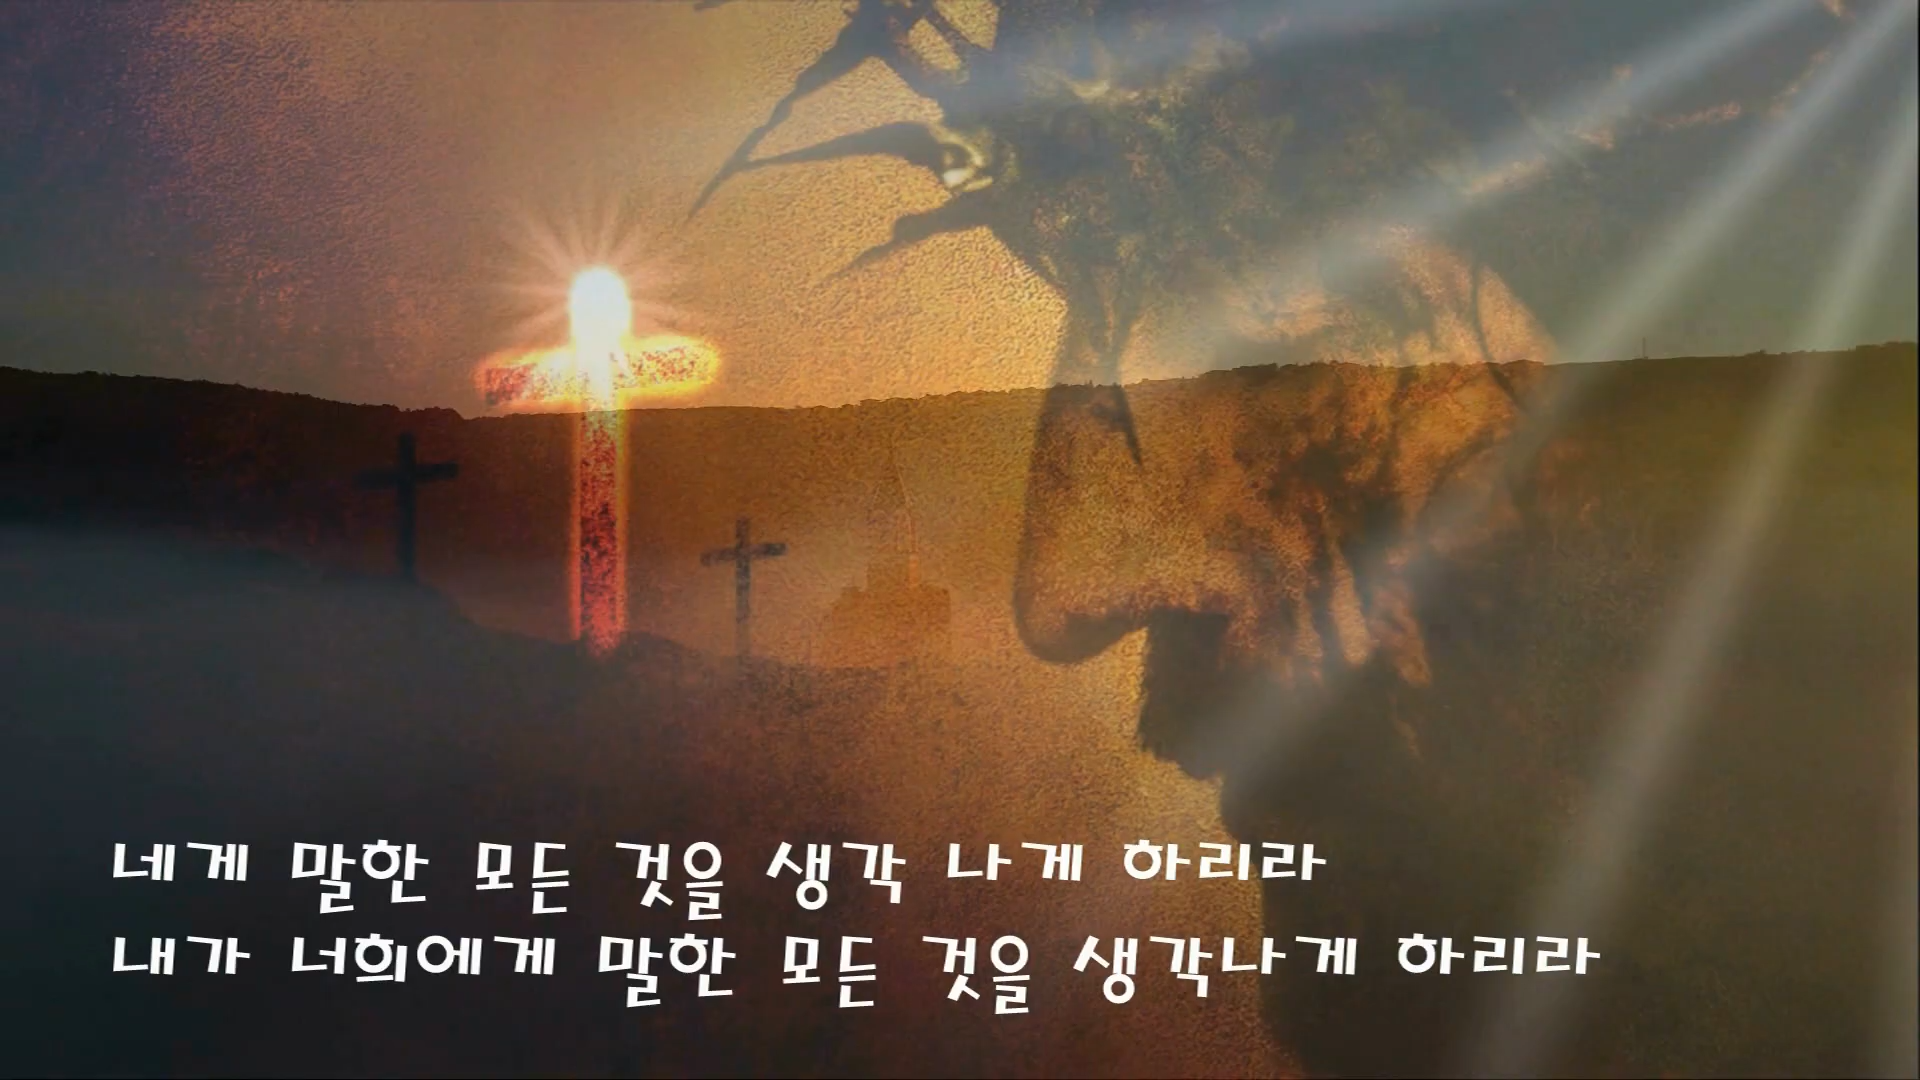 네게 말한 모든 것을 생각 나게 하리라
내가 너희에게 말한 모든 것을 생각나게 하리라